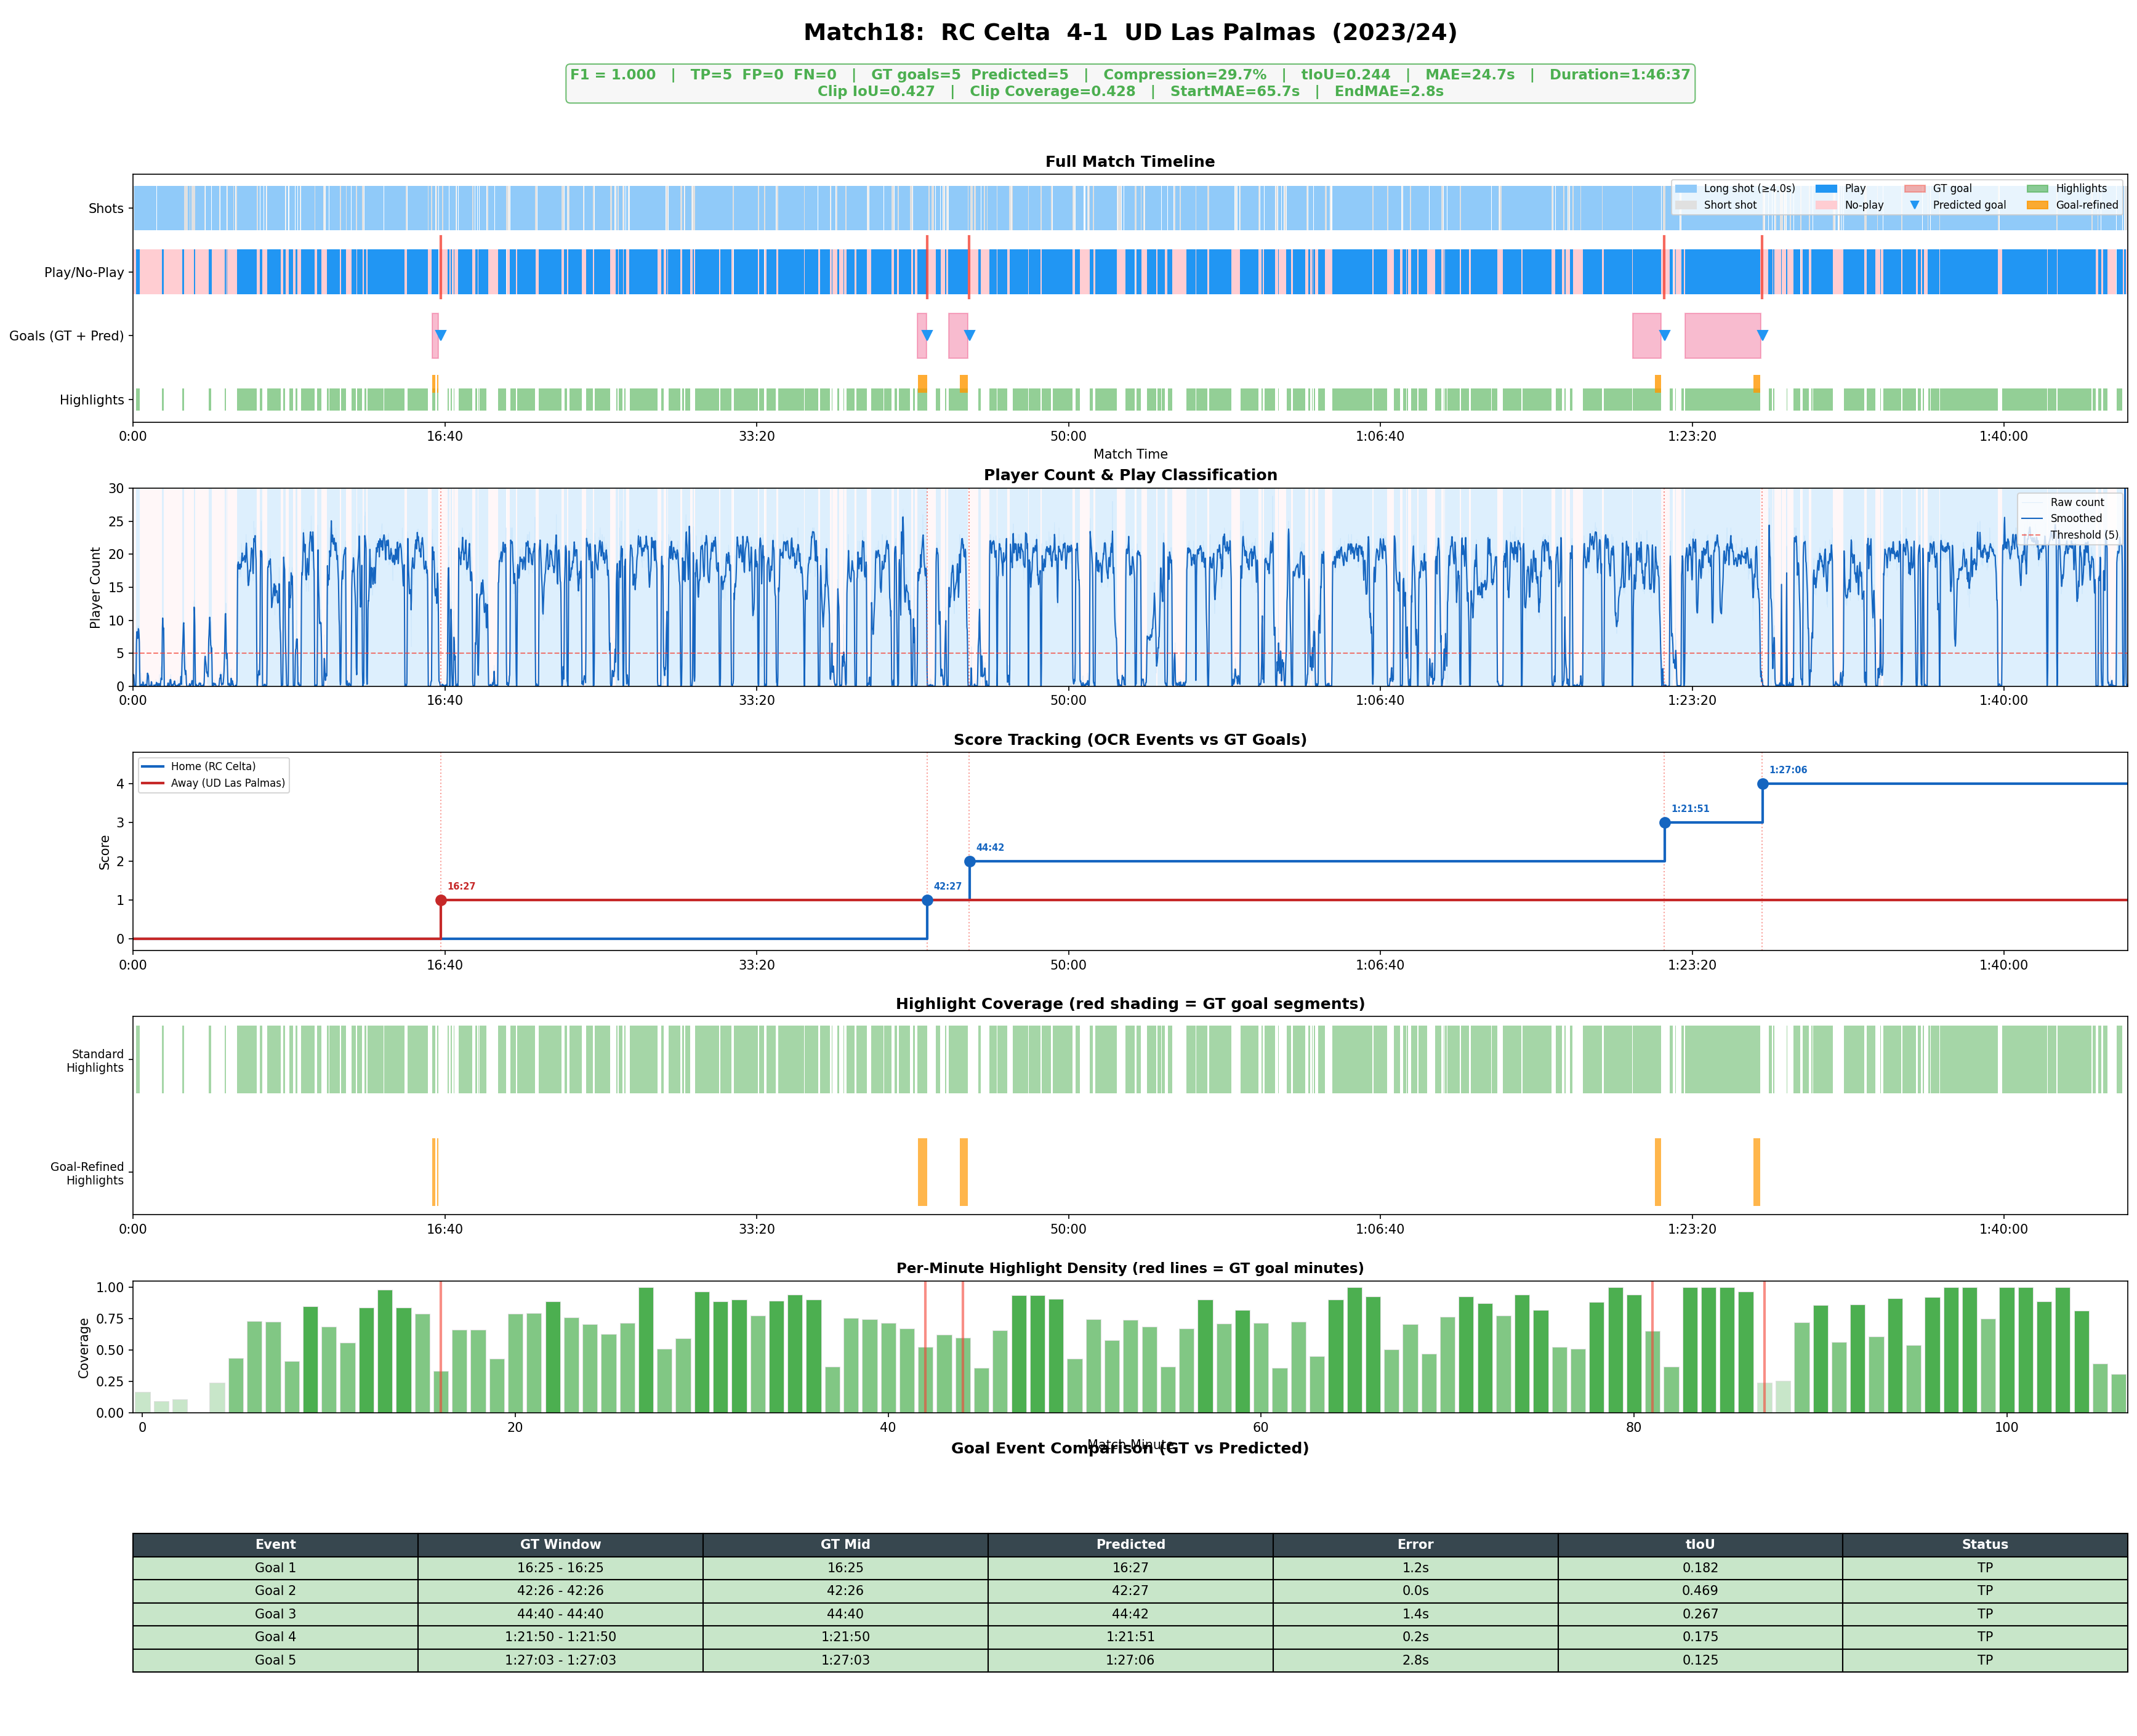 Match18:  RC Celta  4-1  UD Las Palmas  (2023/24)
F1 = 1.000   |   TP=5  FP=0  FN=0   |   GT goals=5  Predicted=5   |   Compression=29.7%   |   tIoU=0.244   |   MAE=24.7s   |   Duration=1:46:37
Clip IoU=0.427   |   Clip Coverage=0.428   |   StartMAE=65.7s   |   EndMAE=2.8s
Full Match Timeline
Shots
Play/No-Play
Goals (GT + Pred)
Highlights
Long shot (≥4.0s)
Short shot
Play
No-play
GT goal
Predicted goal
Highlights
Goal-refined
0:00 16:40 33:20 50:00 1:06:40 1:23:20 1:40:00
Match Time
Player Count & Play Classification
Player Count
30
25
20
15
10
5
0
Raw count
Smoothed
Threshold (5)
0:00 16:40 33:20 50:00 1:06:40 1:23:20 1:40:00
Score Tracking (OCR Events vs GT Goals)
Score
4
3
2
1
0
Home (RC Celta)
Away (UD Las Palmas)
16:27
42:27
44:42
1:21:51
1:27:06
0:00 16:40 33:20 50:00 1:06:40 1:23:20 1:40:00
Highlight Coverage (red shading = GT goal segments)
Standard
Highlights
Goal-Refined
Highlights
0:00 16:40 33:20 50:00 1:06:40 1:23:20 1:40:00
Per-Minute Highlight Density (red lines = GT goal minutes)
Coverage
1.00
0.75
0.50
0.25
0.00
0 20 40 60 80 100
Match Minute
Goal Event Comparison (GT vs Predicted)
Event GT Window GT Mid Predicted Error tIoU Status
Goal 1 16:25 - 16:25 16:25 16:27 1.2s 0.182 TP
Goal 2 42:26 - 42:26 42:26 42:27 0.0s 0.469 TP
Goal 3 44:40 - 44:40 44:40 44:42 1.4s 0.267 TP
Goal 4 1:21:50 - 1:21:50 1:21:50 1:21:51 0.2s 0.175 TP
Goal 5 1:27:03 - 1:27:03 1:27:03 1:27:06 2.8s 0.125 TP